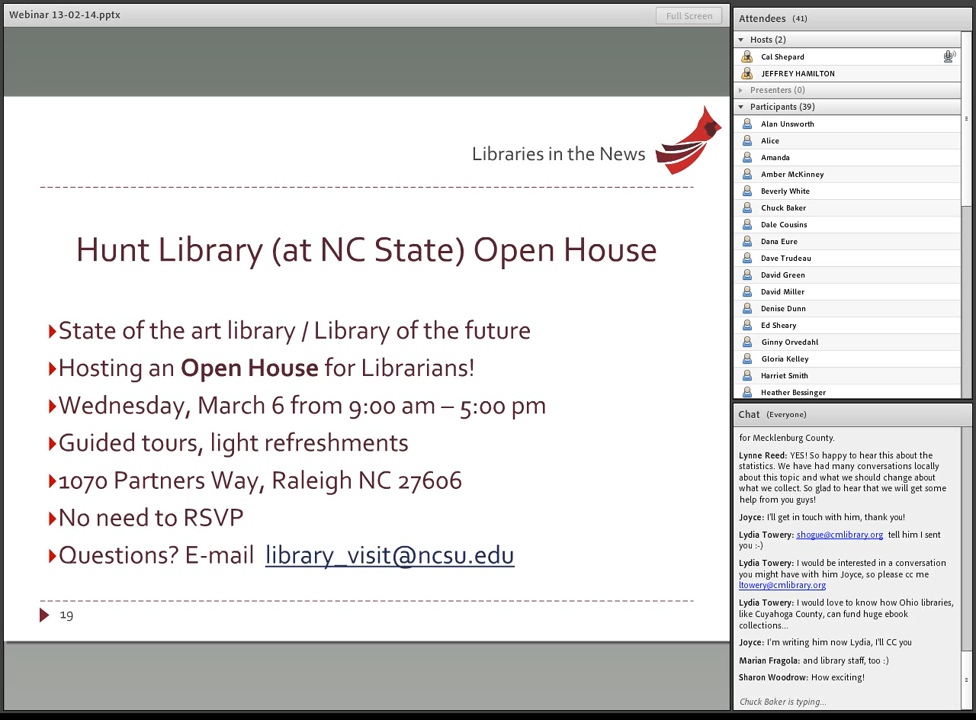 Webinar 13-02-14.pptx
Full Screen
Libraries in the News
Hunt Library (at NC State) Open House
State of the art library / Library of the future
Hosting an Open House for Librarians!
Wednesday, March 6 from 9:00 am – 5:00 pm
Guided tours, light refreshments
1070 Partners Way, Raleigh NC 27606
No need to RSVP
Questions? E-mail library_visit@ncsu.edu
19
Attendees (41)
Hosts (2)
Cal Shepard
JEFFREY HAMILTON
Presenters (0)
Participants (39)
Alan Unsworth
Alice
Amanda
Amber McKinney
Beverly White
Chuck Baker
Dale Cousins
Dana Eure
Dave Trudeau
David Green
David Miller
Denise Dunn
Ed Sheary
Ginny Orvedahl
Gloria Kelley
Harriet Smith
Heather Bessinger
Chat (Everyone)
for Mecklenburg County.
Lynne Reed: YES! So happy to hear this about the
statistics. We have had many conversations locally
about this topic and what we should change about
what we collect. So glad to hear that we will get some
help from you guys!
Joyce: I'll get in touch with him, thank you!
Lydia Towery: shogue@cmlibrary.org tell him I sent
you :-)
Lydia Towery: I would be interested in a conversation
you might have with him Joyce, so please cc me
ltowery@cmlibrary.org
Lydia Towery: I would love to know how Ohio libraries,
like Cuyahoga County, can fund huge ebook
collections...
Joyce: I'm writing him now Lydia, I'll CC you
Marian Fragola: and library staff, too :)
Sharon Woodrow: How exciting!
Chuck Baker is typing...